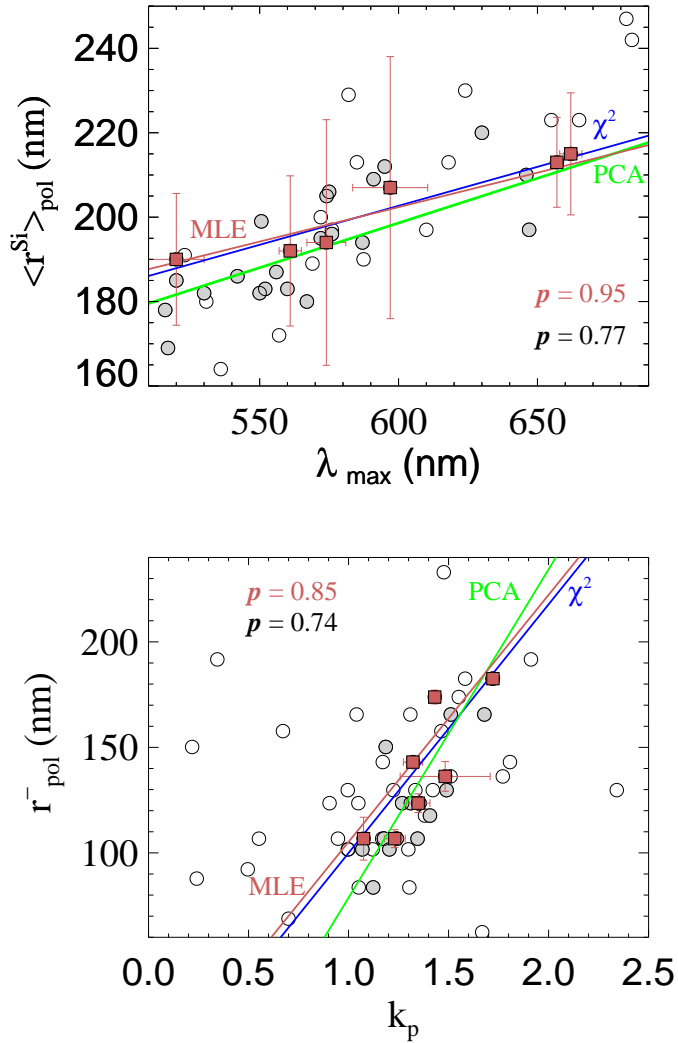 240
220
200
180
160
<r^Si>_pol (nm)
χ²
PCA
MLE
p = 0.95
p = 0.77
550
600
650
λ_max (nm)
p = 0.85
p = 0.74
PCA
χ²
200
150
100
r⁻_pol (nm)
MLE
0.0
0.5
1.0
1.5
2.0
2.5
k_p